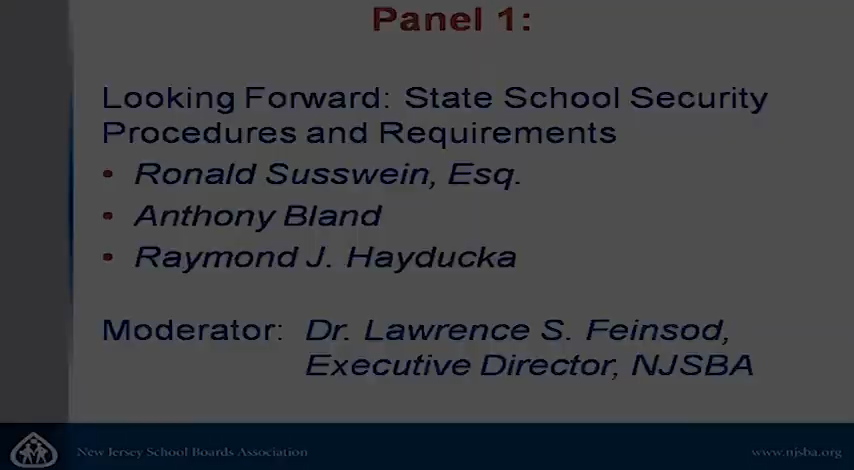 Panel 1:
Looking Forward: State School Security
Procedures and Requirements
• Ronald Susswein, Esq.
• Anthony Bland
• Raymond J. Hayducka
Moderator: Dr. Lawrence S. Feinsod,
Executive Director, NJSBA
New Jersey School Boards Association www.njsba.org